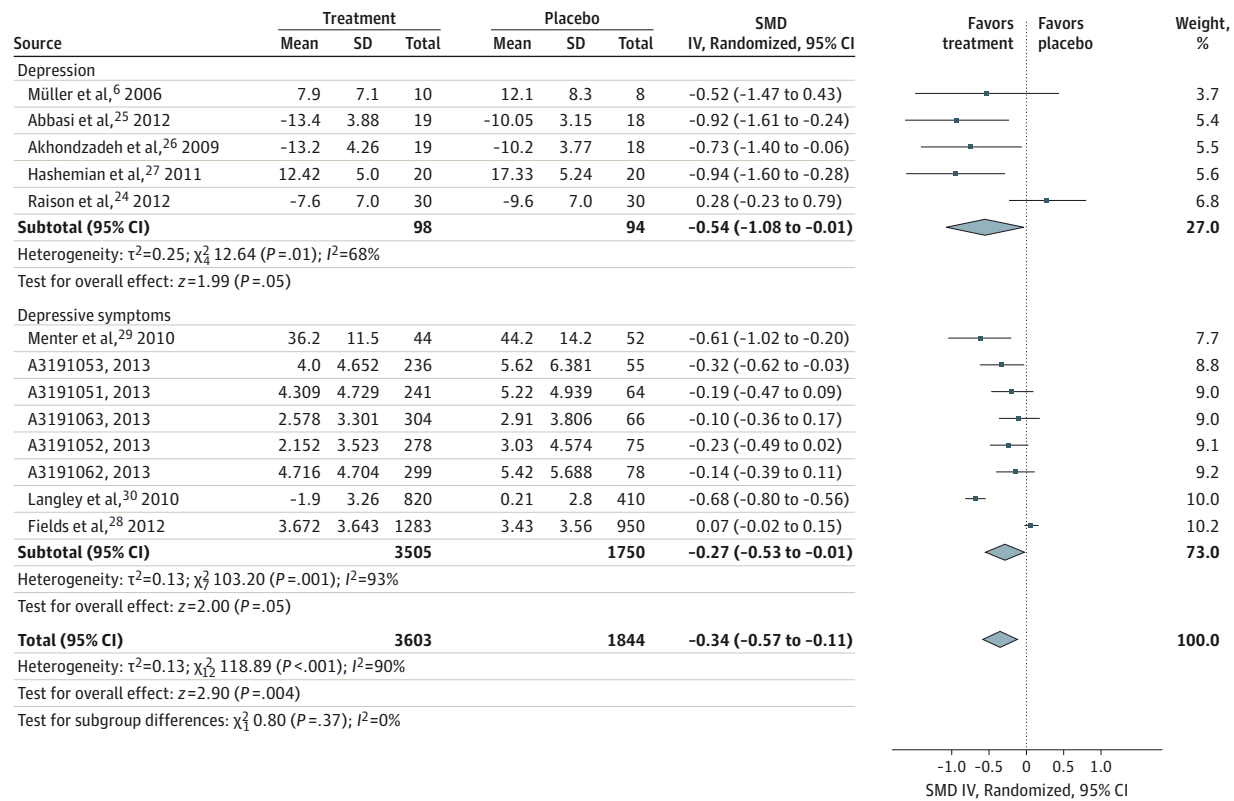 Treatment Placebo SMD Favors Favors Weight,
Source Mean SD Total Mean SD Total IV, Randomized, 95% CI treatment placebo %
Depression
Müller et al,6 2006 7.9 7.1 10 12.1 8.3 8 -0.52 (-1.47 to 0.43) 3.7
Abbasi et al,25 2012 -13.4 3.88 19 -10.05 3.15 18 -0.92 (-1.61 to -0.24) 5.4
Akhondzadeh et al,26 2009 -13.2 4.26 19 -10.2 3.77 18 -0.73 (-1.40 to -0.06) 5.5
Hashemian et al,27 2011 12.42 5.0 20 17.33 5.24 20 -0.94 (-1.60 to -0.28) 5.6
Raison et al,24 2012 -7.6 7.0 30 -9.6 7.0 30 0.28 (-0.23 to 0.79) 6.8
Subtotal (95% CI) 98 94 -0.54 (-1.08 to -0.01) 27.0
Heterogeneity: τ2=0.25; χ24 12.64 (P=.01); I2=68%
Test for overall effect: z=1.99 (P=.05)
Depressive symptoms
Menter et al,29 2010 36.2 11.5 44 44.2 14.2 52 -0.61 (-1.02 to -0.20) 7.7
A3191053, 2013 4.0 4.652 236 5.62 6.381 55 -0.32 (-0.62 to -0.03) 8.8
A3191051, 2013 4.309 4.729 241 5.22 4.939 64 -0.19 (-0.47 to 0.09) 9.0
A3191063, 2013 2.578 3.301 304 2.91 3.806 66 -0.10 (-0.36 to 0.17) 9.0
A3191052, 2013 2.152 3.523 278 3.03 4.574 75 -0.23 (-0.49 to 0.02) 9.1
A3191062, 2013 4.716 4.704 299 5.42 5.688 78 -0.14 (-0.39 to 0.11) 9.2
Langley et al,30 2010 -1.9 3.26 820 0.21 2.8 410 -0.68 (-0.80 to -0.56) 10.0
Fields et al,28 2012 3.672 3.643 1283 3.43 3.56 950 0.07 (-0.02 to 0.15) 10.2
Subtotal (95% CI) 3505 1750 -0.27 (-0.53 to -0.01) 73.0
Heterogeneity: τ2=0.13; χ27 103.20 (P=.001); I2=93%
Test for overall effect: z=2.00 (P=.05)
Total (95% CI) 3603 1844 -0.34 (-0.57 to -0.11) 100.0
Heterogeneity: τ2=0.13; χ212 118.89 (P<.001); I2=90%
Test for overall effect: z=2.90 (P=.004)
Test for subgroup differences: χ21 0.80 (P=.37); I2=0%
-1.0 -0.5 0 0.5 1.0
SMD IV, Randomized, 95% CI